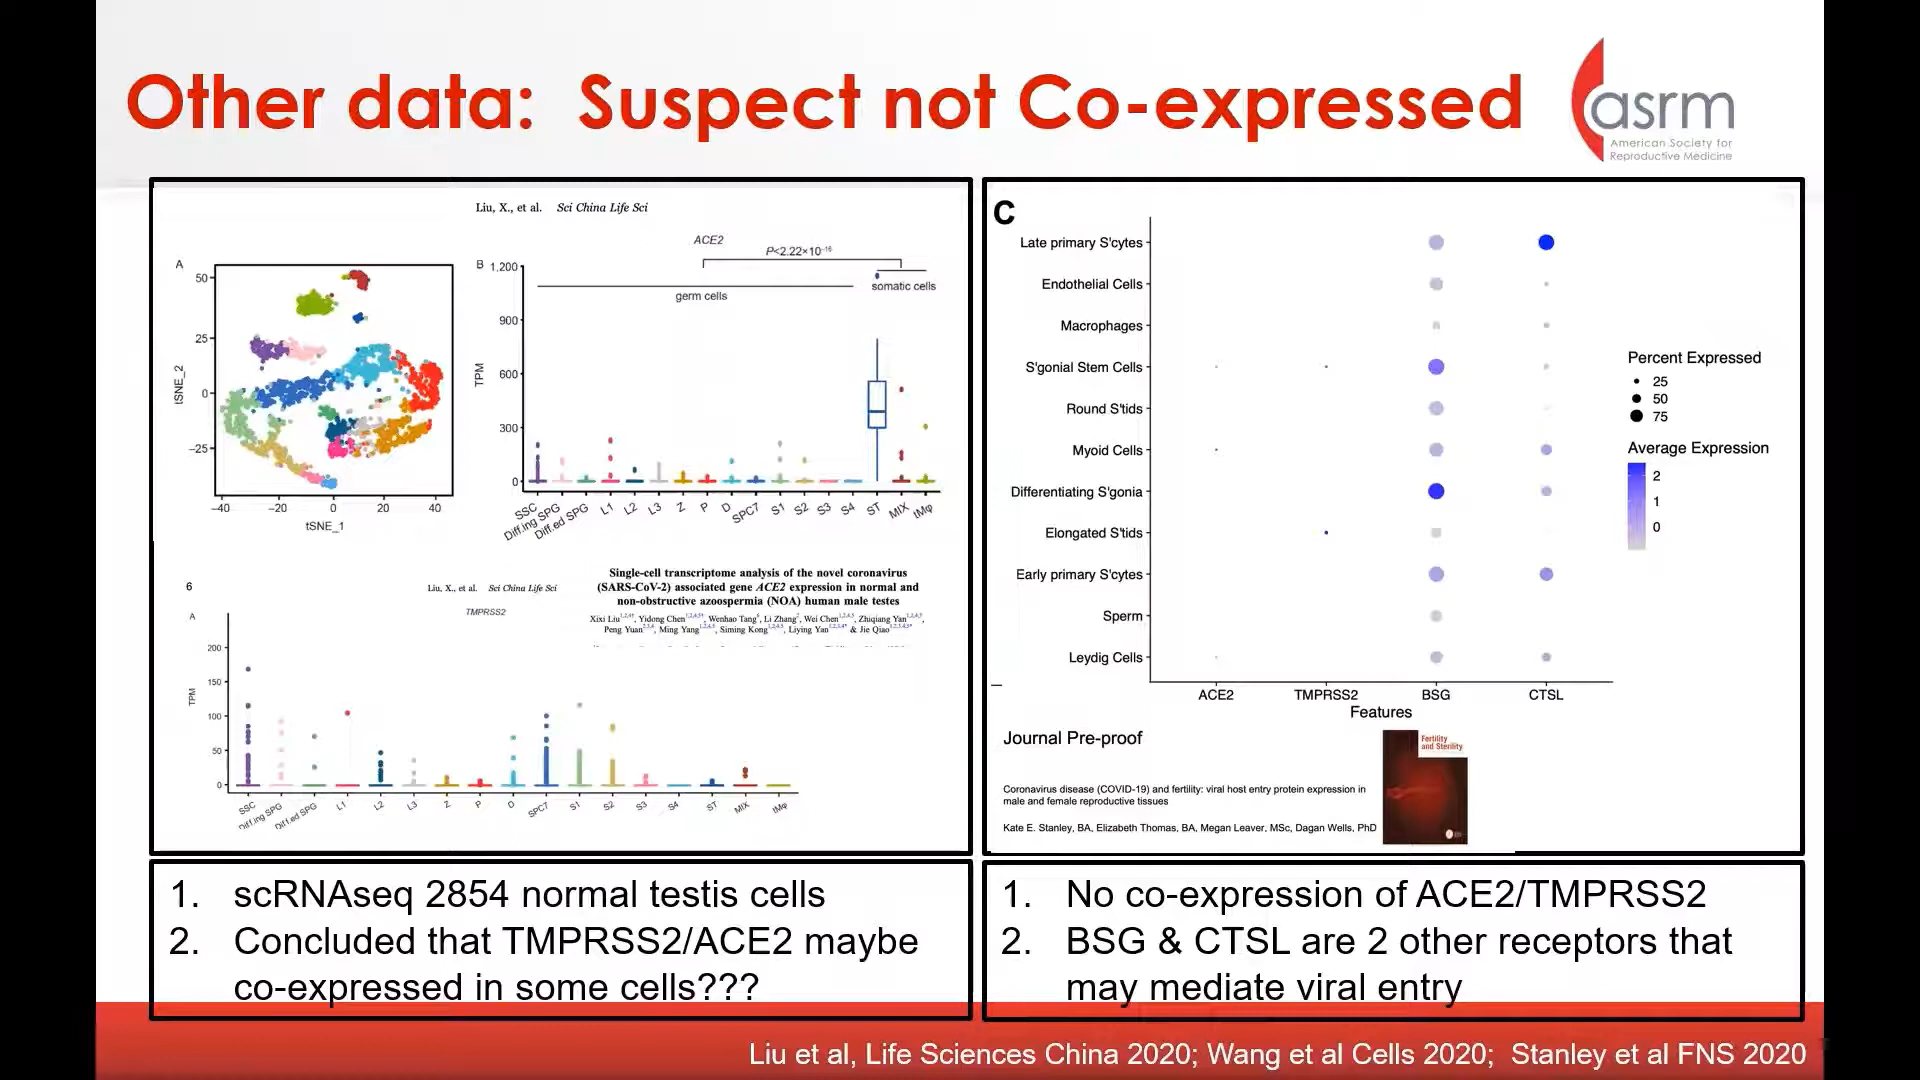 Other data: Suspect not Co-expressed
asrm
American Society for
Reproductive Medicine
Liu, X., et al. Sci China Life Sci
A
50
25
0
−25
tSNE_2
−40
−20
0
20
40
tSNE_1
B
ACE2
P<2.22×10⁻¹⁶
germ cells
somatic cells
1,200
900
600
300
0
TPM
SSC
Diff.ing SPG
Diff.ed SPG
L1
L2
L3
Z
P
D
SPC7
S1
S2
S3
S4
ST
MIX
tMφ
6
Liu, X., et al. Sci China Life Sci
Single-cell transcriptome analysis of the novel coronavirus
(SARS-CoV-2) associated gene ACE2 expression in normal and
non-obstructive azoospermia (NOA) human male testes
Xixi Liu, Yidong Chen, Wenhao Tang, Li Zhang, Wei Chen, Zhiqiang Yan,
Peng Yuan, Ming Yang, Siming Kong, Liying Yan & Jie Qiao
A
TMPRSS2
200
150
100
50
0
TPM
SSC
Diff.ing SPG
Diff.ed SPG
L1
L2
L3
Z
P
D
SPC7
S1
S2
S3
S4
ST
MIX
tMφ
C
Late primary S'cytes
Endothelial Cells
Macrophages
S'gonial Stem Cells
Round S'tids
Myoid Cells
Differentiating S'gonia
Elongated S'tids
Early primary S'cytes
Sperm
Leydig Cells
ACE2
TMPRSS2
BSG
CTSL
Features
Percent Expressed
25
50
75
Average Expression
2
1
0
Journal Pre-proof
Fertility
and Sterility
Coronavirus disease (COVID-19) and fertility: viral host entry protein expression in
male and female reproductive tissues
Kate E. Stanley, BA, Elizabeth Thomas, BA, Megan Leaver, MSc, Dagan Wells, PhD
1. scRNAseq 2854 normal testis cells
2. Concluded that TMPRSS2/ACE2 maybe
co-expressed in some cells???
1. No co-expression of ACE2/TMPRSS2
2. BSG & CTSL are 2 other receptors that
may mediate viral entry
Liu et al, Life Sciences China 2020; Wang et al Cells 2020; Stanley et al FNS 2020